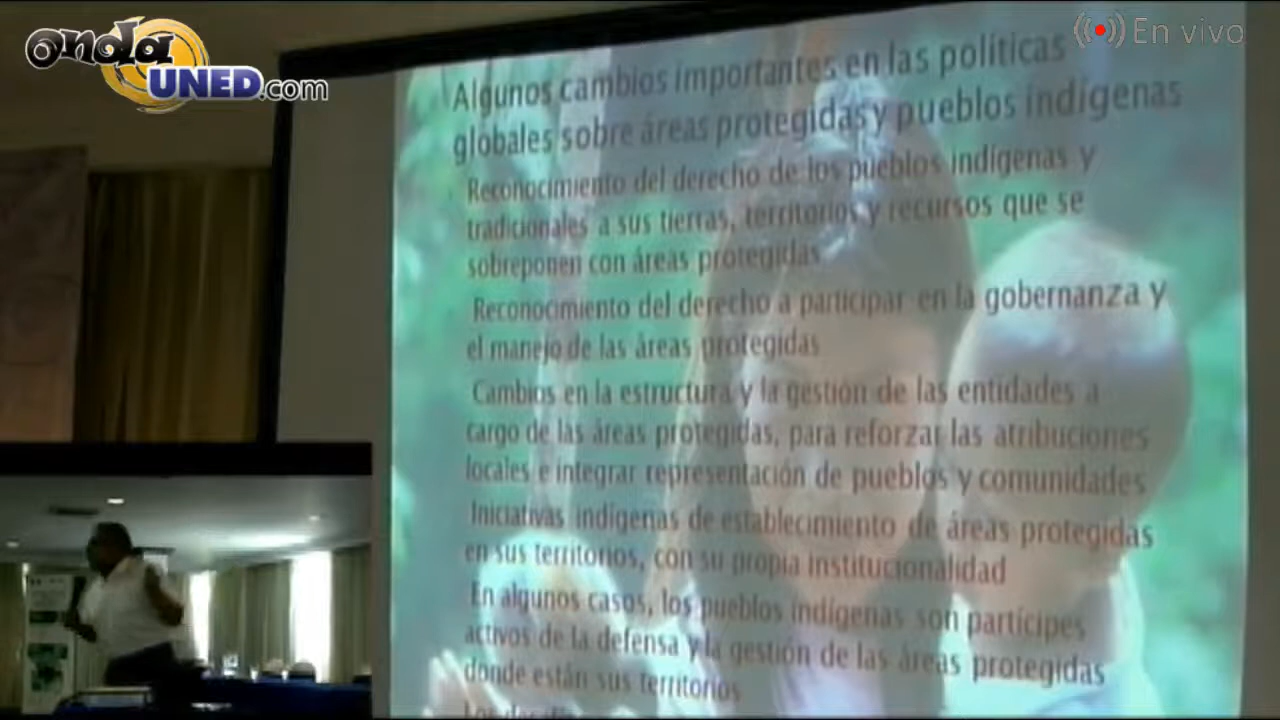 onda
UNED.com
En vivo
Algunos cambios importantes en las políticas
globales sobre áreas protegidas y pueblos indígenas
Reconocimiento del derecho de los pueblos indígenas y
tradicionales a sus tierras, territorios y recursos que se
sobreponen con áreas protegidas
Reconocimiento del derecho a participar en la gobernanza y
el manejo de las áreas protegidas
Cambios en la estructura y la gestión de las entidades a
cargo de las áreas protegidas, para reforzar las atribuciones
locales e integrar representación de pueblos y comunidades
Iniciativas indígenas de establecimiento de áreas protegidas
en sus territorios, con su propia institucionalidad
En algunos casos, los pueblos indígenas son partícipes
activos de la defensa y la gestión de las áreas protegidas
donde están sus territorios